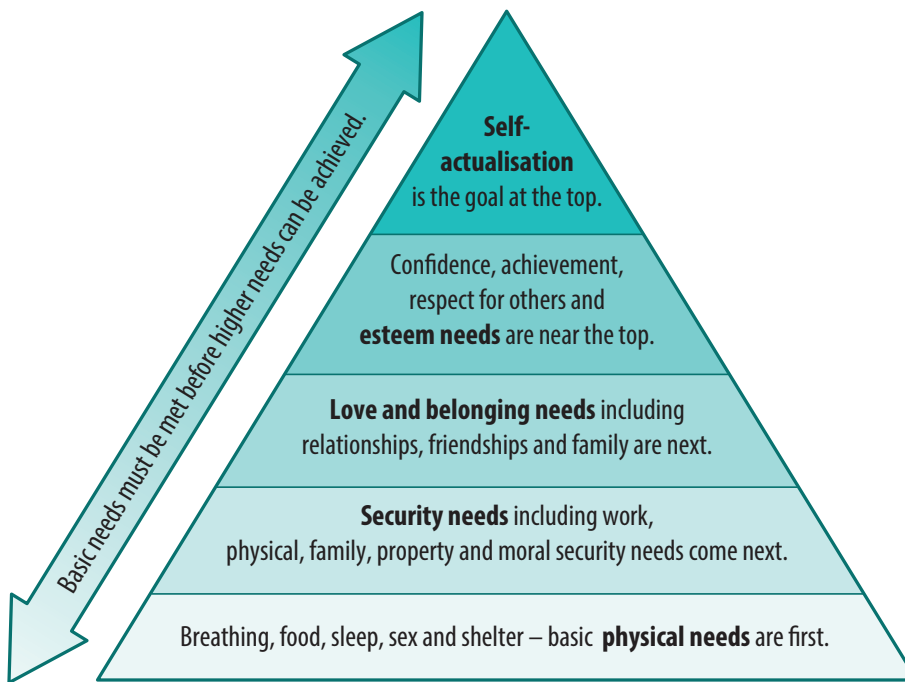 Basic needs must be met before higher needs can be achieved.
Self-
actualisation
is the goal at the top.
Confidence, achievement,
respect for others and
esteem needs are near the top.
Love and belonging needs including
relationships, friendships and family are next.
Security needs including work,
physical, family, property and moral security needs come next.
Breathing, food, sleep, sex and shelter – basic physical needs are first.